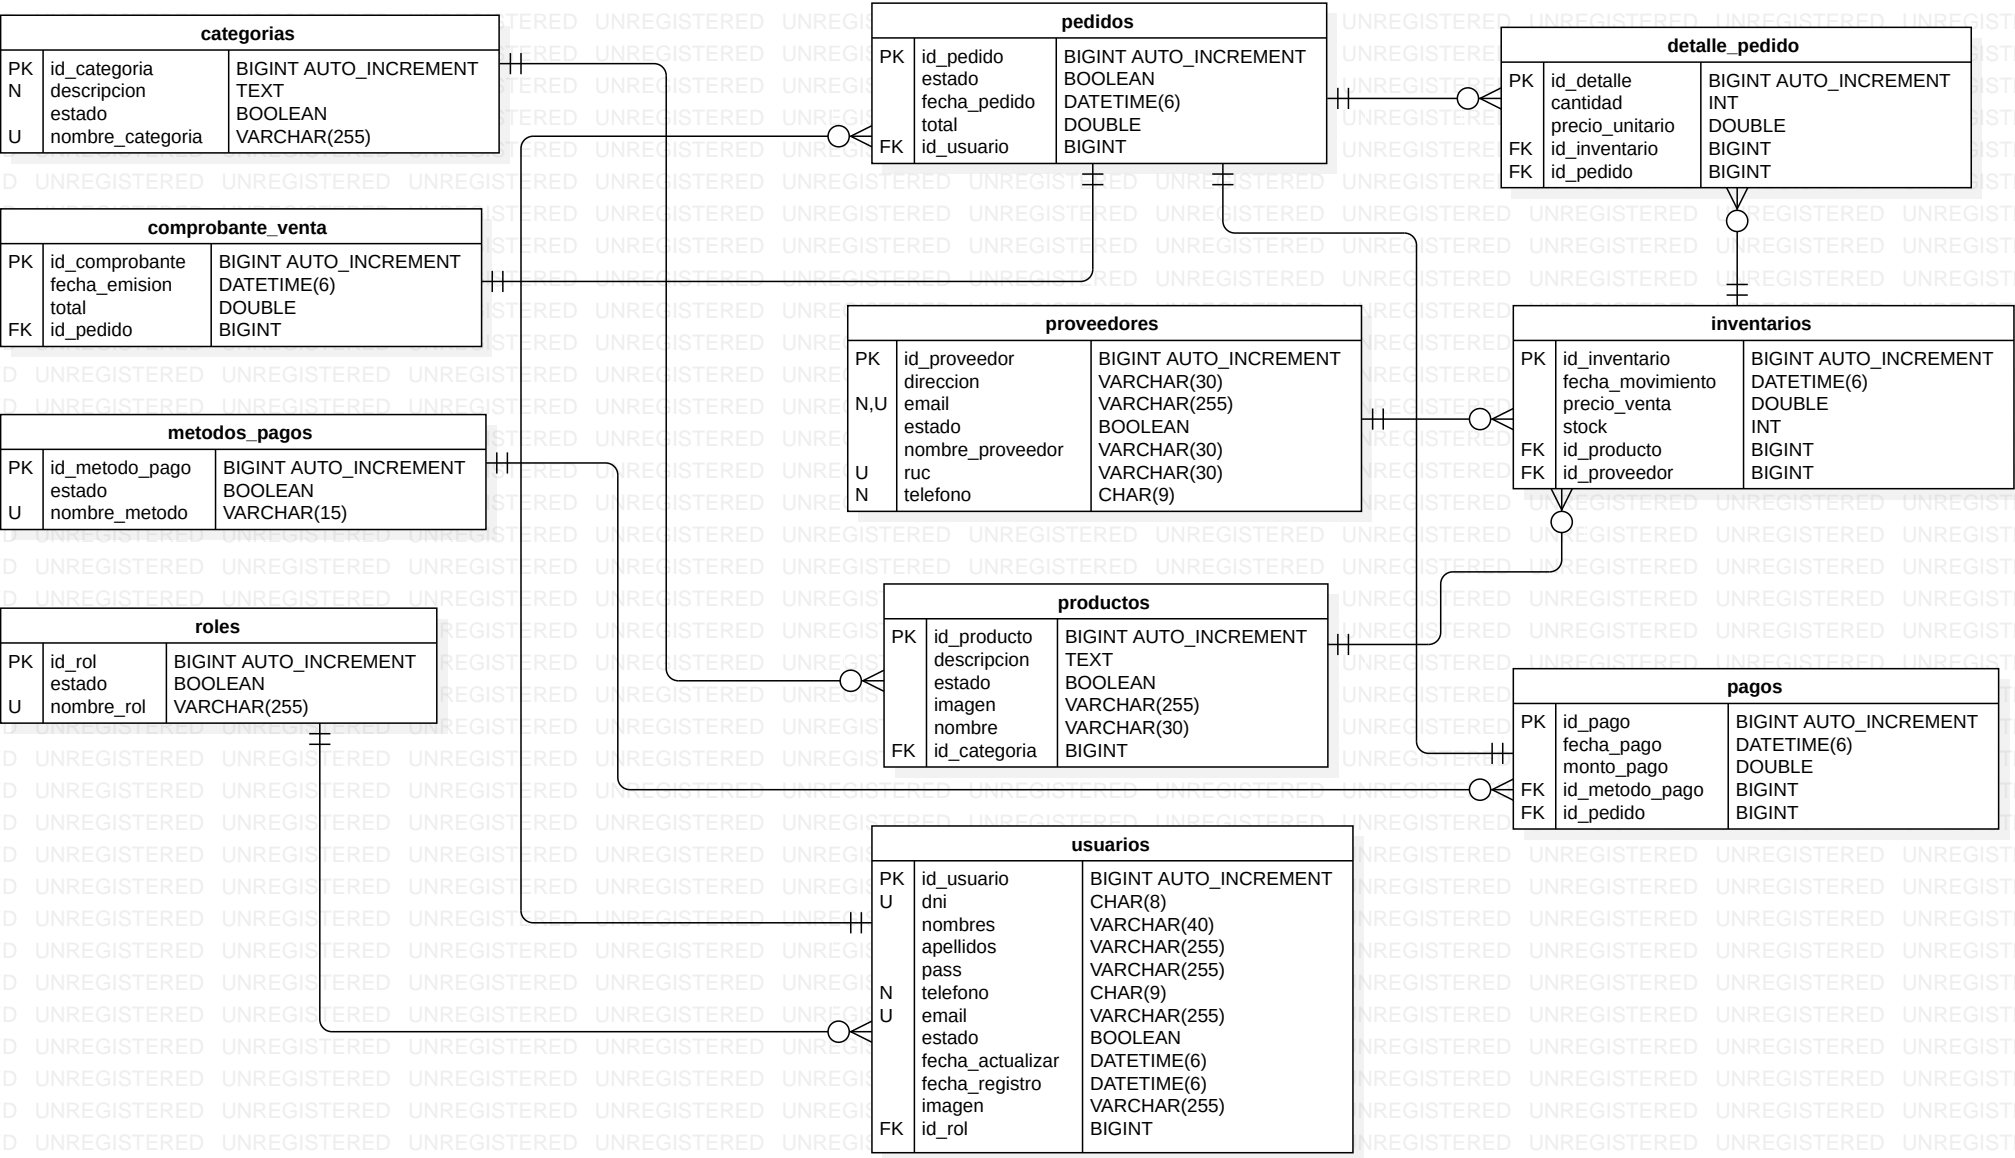 categorias
PK id_categoria BIGINT AUTO_INCREMENT
N descripcion TEXT
estado BOOLEAN
U nombre_categoria VARCHAR(255)
pedidos
PK id_pedido BIGINT AUTO_INCREMENT
estado BOOLEAN
fecha_pedido DATETIME(6)
total DOUBLE
FK id_usuario BIGINT
detalle_pedido
PK id_detalle BIGINT AUTO_INCREMENT
cantidad INT
precio_unitario DOUBLE
FK id_inventario BIGINT
FK id_pedido BIGINT
comprobante_venta
PK id_comprobante BIGINT AUTO_INCREMENT
fecha_emision DATETIME(6)
total DOUBLE
FK id_pedido BIGINT
proveedores
PK id_proveedor BIGINT AUTO_INCREMENT
direccion VARCHAR(30)
N,U email VARCHAR(255)
estado BOOLEAN
nombre_proveedor VARCHAR(30)
U ruc VARCHAR(30)
N telefono CHAR(9)
inventarios
PK id_inventario BIGINT AUTO_INCREMENT
fecha_movimiento DATETIME(6)
precio_venta DOUBLE
stock INT
FK id_producto BIGINT
FK id_proveedor BIGINT
metodos_pagos
PK id_metodo_pago BIGINT AUTO_INCREMENT
estado BOOLEAN
U nombre_metodo VARCHAR(15)
productos
PK id_producto BIGINT AUTO_INCREMENT
descripcion TEXT
estado BOOLEAN
imagen VARCHAR(255)
nombre VARCHAR(30)
FK id_categoria BIGINT
roles
PK id_rol BIGINT AUTO_INCREMENT
estado BOOLEAN
U nombre_rol VARCHAR(255)
pagos
PK id_pago BIGINT AUTO_INCREMENT
fecha_pago DATETIME(6)
monto_pago DOUBLE
FK id_metodo_pago BIGINT
FK id_pedido BIGINT
usuarios
PK id_usuario BIGINT AUTO_INCREMENT
U dni CHAR(8)
nombres VARCHAR(40)
apellidos VARCHAR(255)
pass VARCHAR(255)
N telefono CHAR(9)
U email VARCHAR(255)
estado BOOLEAN
fecha_actualizar DATETIME(6)
fecha_registro DATETIME(6)
imagen VARCHAR(255)
FK id_rol BIGINT